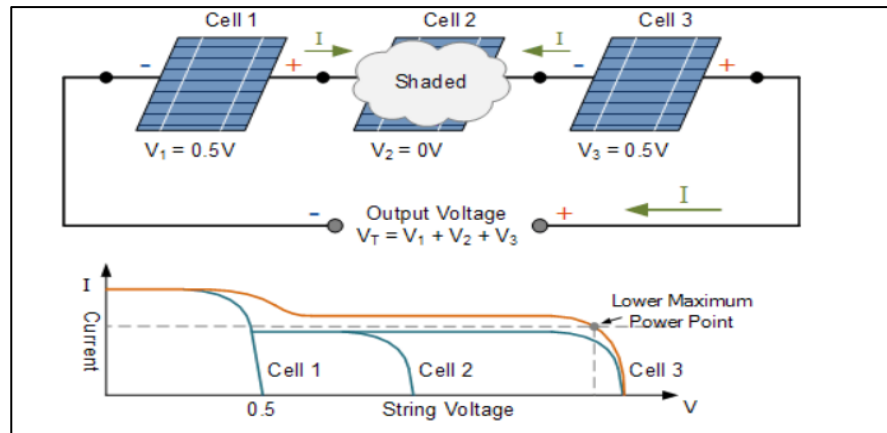 Cell 1
Cell 2
Cell 3
I
I
-
+
Shaded
-
+
V₁ = 0.5V
V₂ = 0V
V₃ = 0.5V
I
-
Output Voltage
+
V_T = V₁ + V₂ + V₃
I
Current
Lower Maximum
Power Point
Cell 1
Cell 2
Cell 3
0.5
String Voltage
V